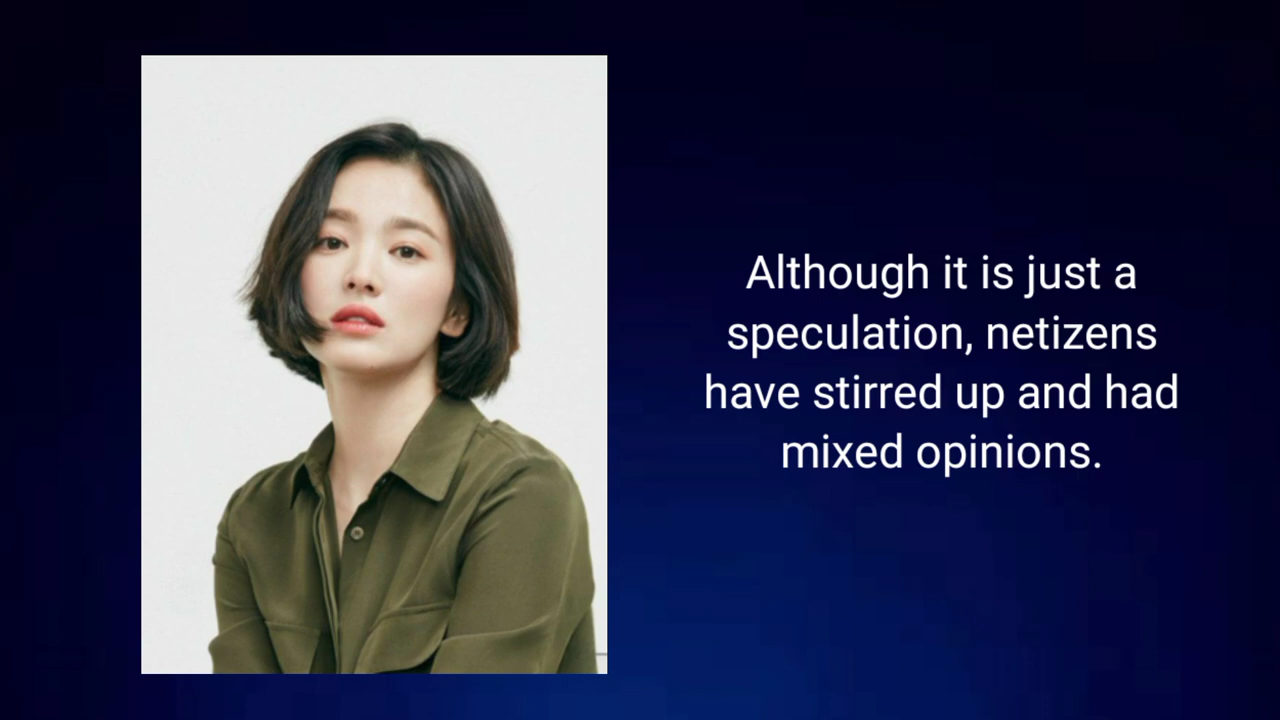 Although it is just a
speculation, netizens
have stirred up and had
mixed opinions.